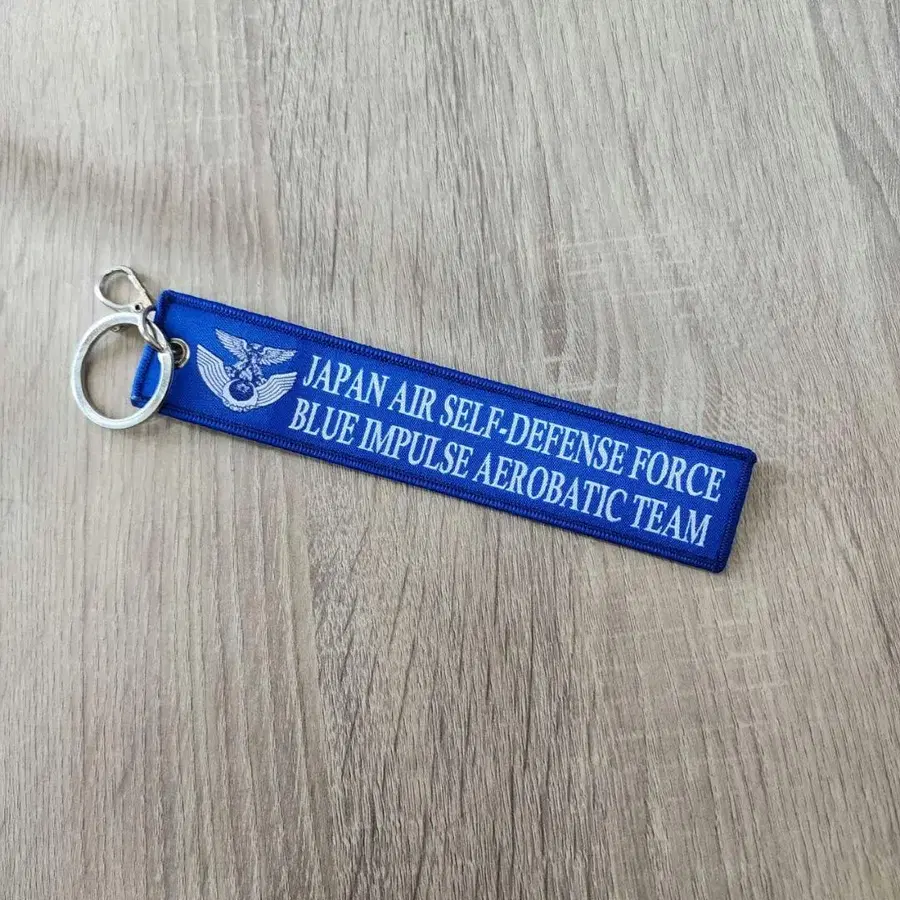 JAPAN AIR SELF-DEFENSE FORCE
BLUE IMPULSE AEROBATIC TEAM